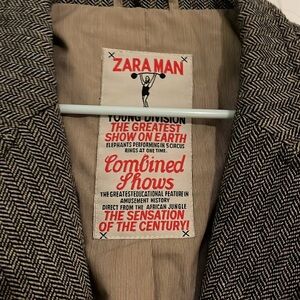 ZARA MAN
YOUNG DIVISION
THE GREATEST
SHOW ON EARTH
ELEPHANTS PERFORMING IN 5 CIRCUS
RINGS AT ONE TIME.
Combined
Shows
THE GREATEST EDUCATIONAL FEATURE IN
AMUSEMENT HISTORY
DIRECT FROM THE AFRICAN JUNGLE
THE SENSATION
OF THE CENTURY!